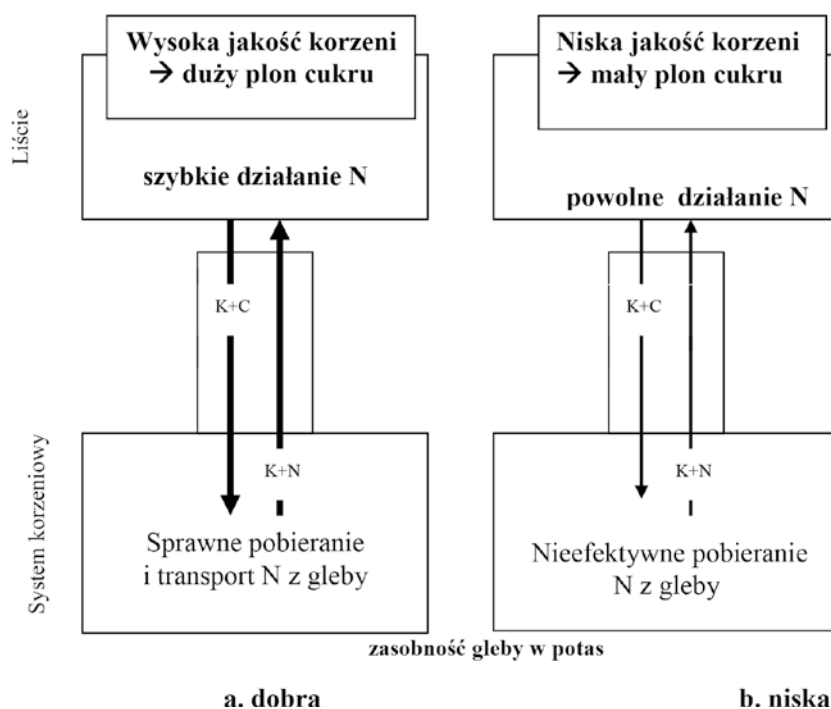 Wysoka jakość korzeni
→ duży plon cukru
Niska jakość korzeni
→ mały plon cukru
Liście
szybkie działanie N
powolne działanie N
K+C
K+C
System korzeniowy
K+N
K+N
Sprawne pobieranie
i transport N z gleby
Nieefektywne pobieranie
N z gleby
zasobność gleby w potas
a. dobra
b. niska